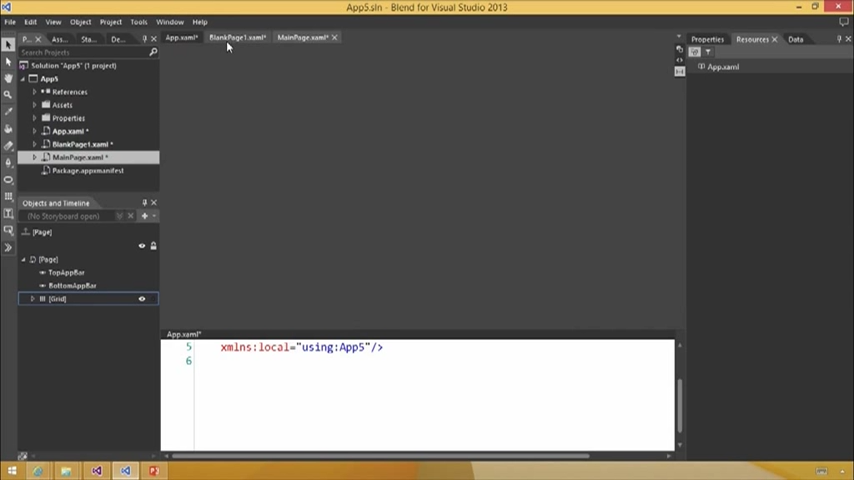 App5.sln - Blend for Visual Studio 2013
File Edit View Project Object Tools Window Help
P... Ass... Sta... De...
App.xaml* BlankPage1.xaml* MainPage.xaml*
Properties Resources Data
Search Projects
Solution "App5" (1 project)
App.xaml
App5
References
Assets
Properties
App.xaml *
BlankPage1.xaml *
MainPage.xaml *
Package.appxmanifest
Objects and Timeline
(No Storyboard open)
[Page]
[Page]
TopAppBar
BottomAppBar
[Grid]
App.xaml*
5 xmlns:local="using:App5"/>
6